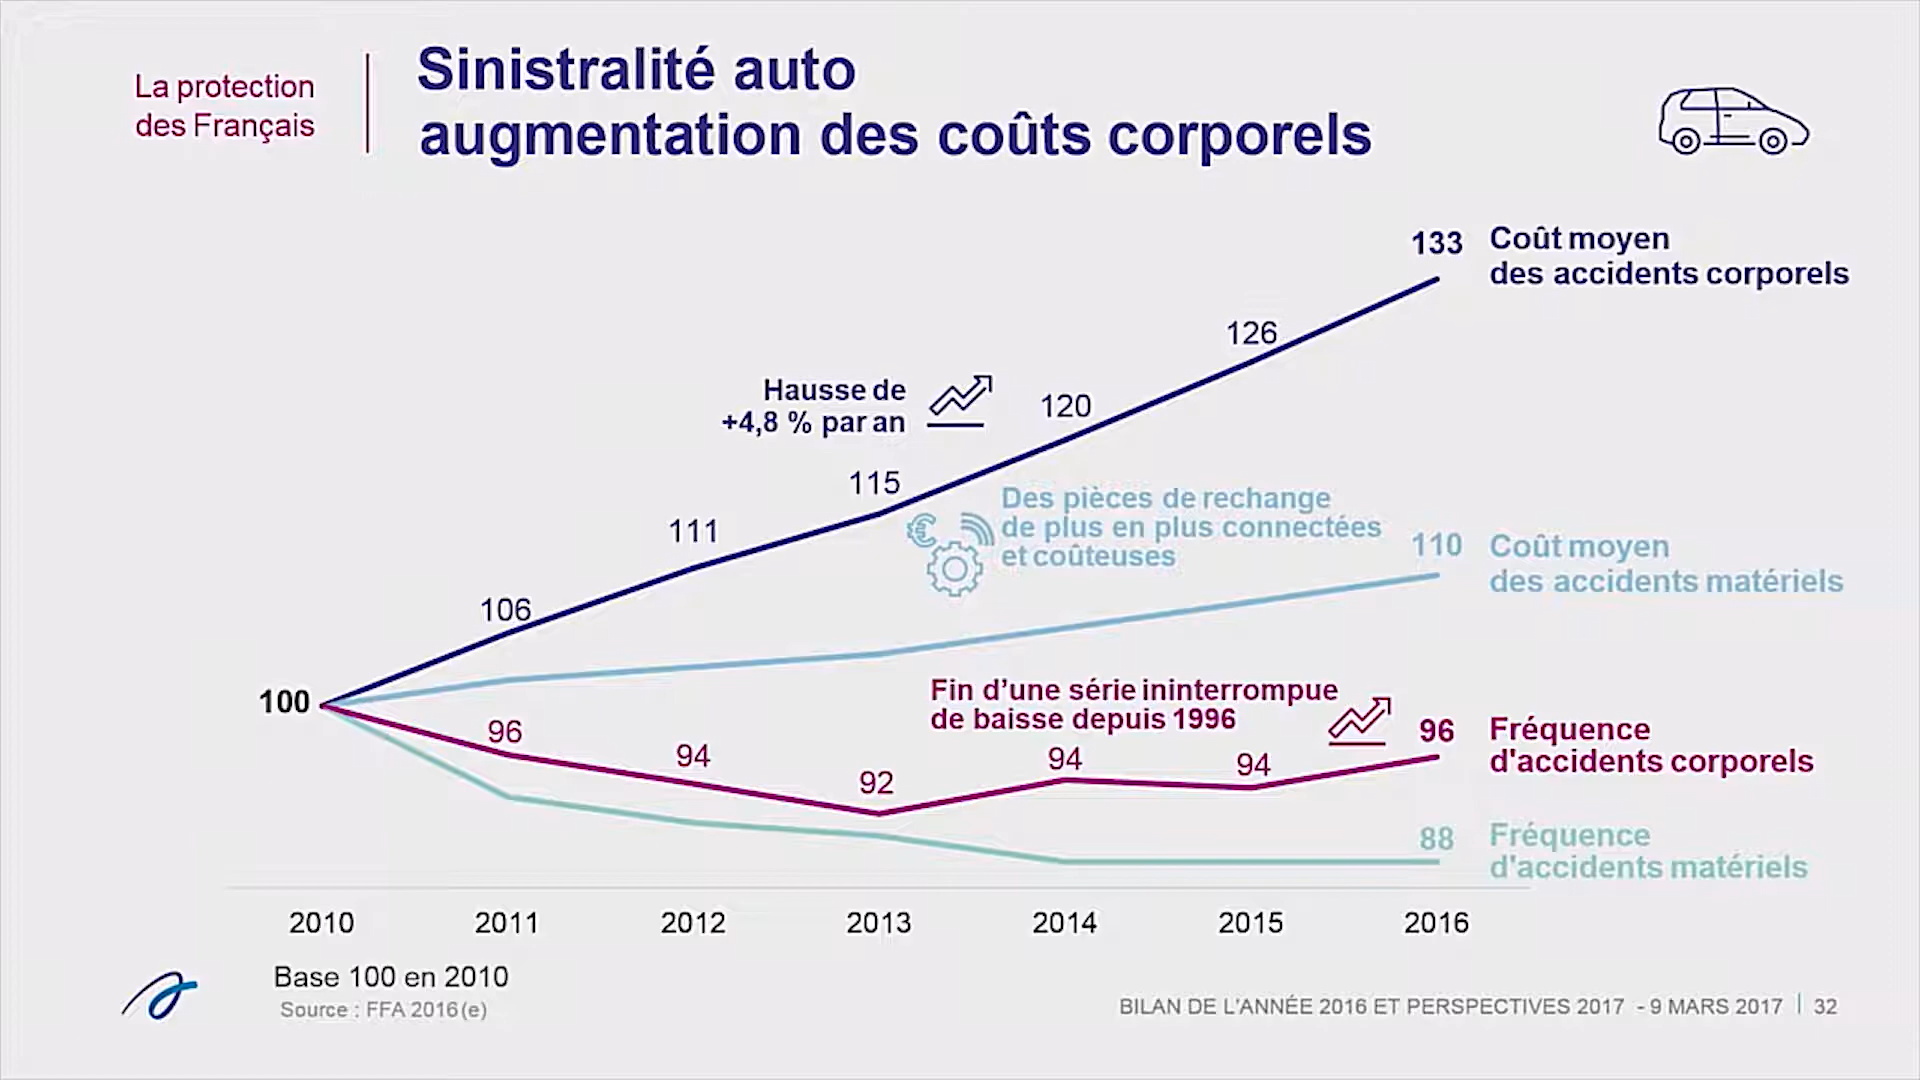 La protection
des Français
Sinistralité auto
augmentation des coûts corporels
133
Coût moyen
des accidents corporels
126
Hausse de
+4,8 % par an
120
115
111
106
100
Des pièces de rechange
de plus en plus connectées
et coûteuses
€
110
Coût moyen
des accidents matériels
Fin d’une série ininterrompue
de baisse depuis 1996
96
94
92
94
94
96
Fréquence
d'accidents corporels
88
Fréquence
d'accidents matériels
2010 2011 2012 2013 2014 2015 2016
Base 100 en 2010
Source : FFA 2016(e)
BILAN DE L'ANNÉE 2016 ET PERSPECTIVES 2017 - 9 MARS 2017 | 32